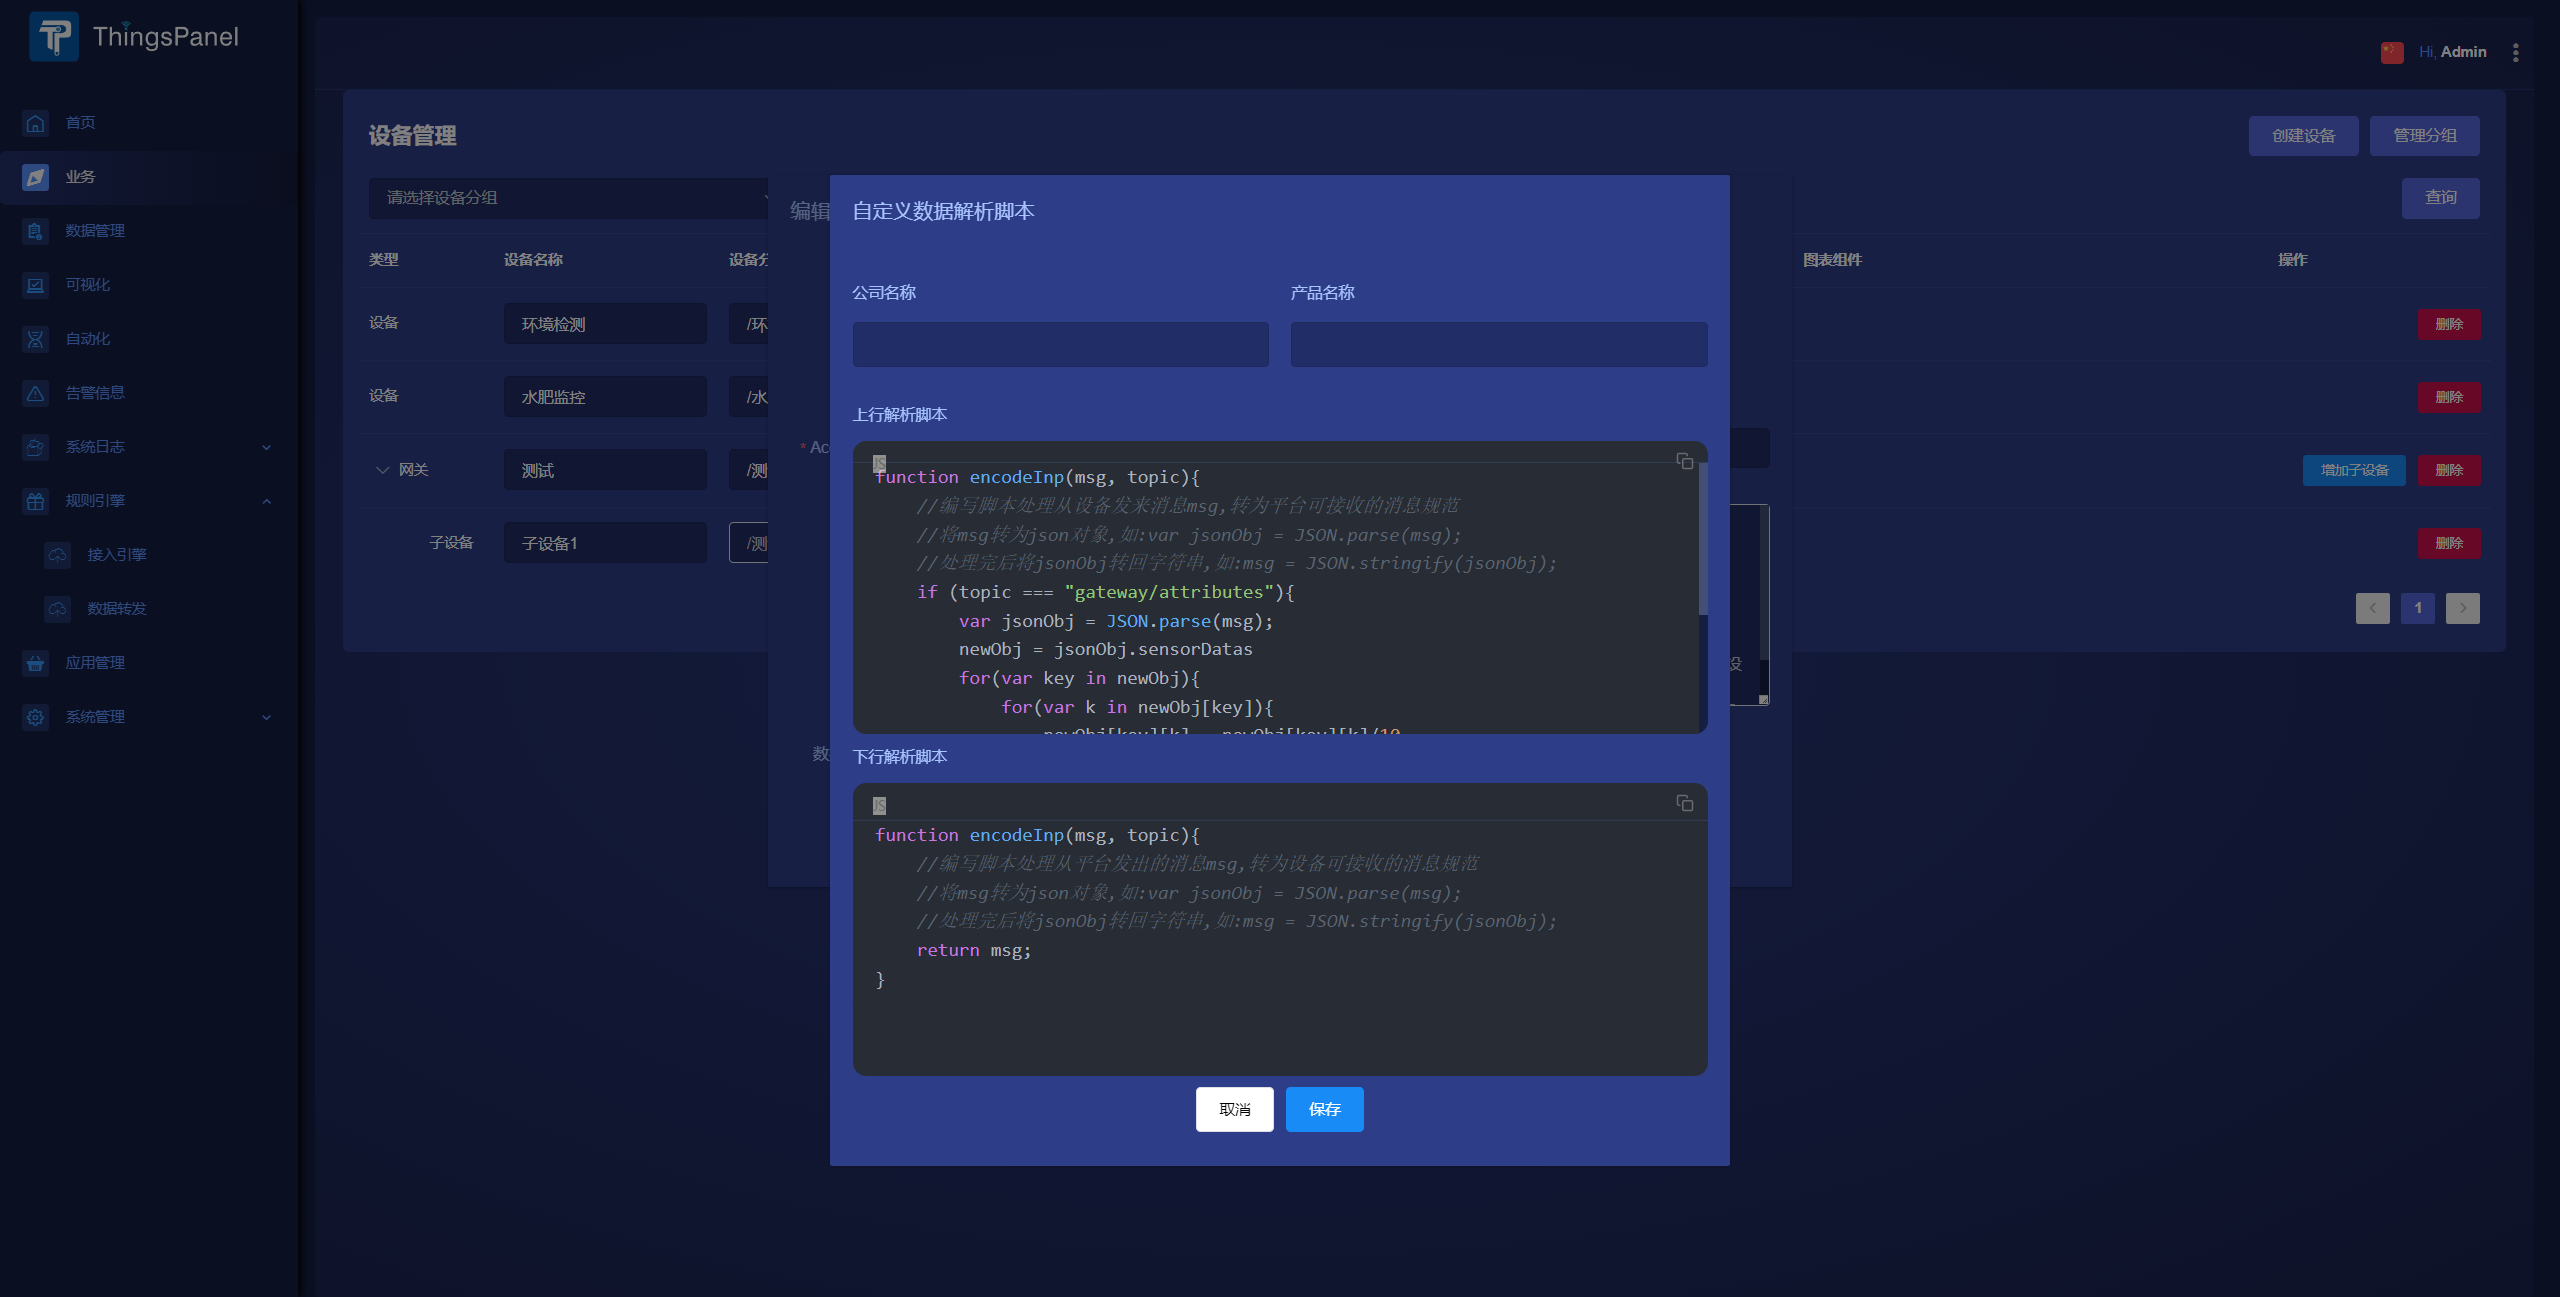 ThingsPanel
Hi, Admin
首页
业务
数据管理
可视化
自动化
告警信息
系统日志
规则引擎
接入引擎
数据转发
应用管理
系统管理
设备管理
创建设备
管理分组
请选择设备分组
查询
类型
设备名称
设备分
图表组件
操作
设备
环境检测
/环
删除
设备
水肥监控
/水
删除
网关
测试
/测
增加子设备
删除
子设备
子设备1
/测
删除
1
编辑
* Acc
设
数
自定义数据解析脚本
公司名称
产品名称
上行解析脚本
JS
function encodeInp(msg, topic){
//编写脚本处理从设备发来消息msg,转为平台可接收的消息规范
//将msg转为json对象,如:var jsonObj = JSON.parse(msg);
//处理完后将jsonObj转回字符串,如:msg = JSON.stringify(jsonObj);
if (topic === "gateway/attributes"){
var jsonObj = JSON.parse(msg);
newObj = jsonObj.sensorDatas
for(var key in newObj){
for(var k in newObj[key]){
newObj[key][k] = newObj[key][k]/10
下行解析脚本
JS
function encodeInp(msg, topic){
//编写脚本处理从平台发出的消息msg,转为设备可接收的消息规范
//将msg转为json对象,如:var jsonObj = JSON.parse(msg);
//处理完后将jsonObj转回字符串,如:msg = JSON.stringify(jsonObj);
return msg;
}
取消
保存